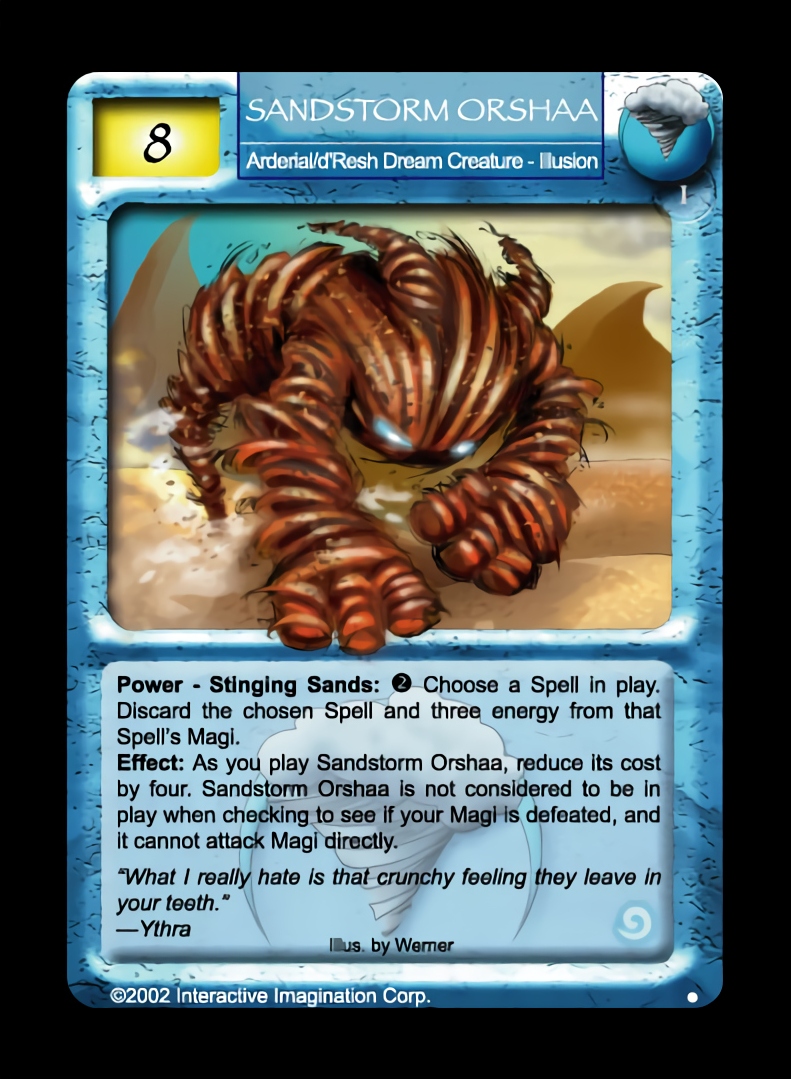 8
SANDSTORM ORSHAA
Arderial/d'Resh Dream Creature - Illusion
I
Power - Stinging Sands: ❷ Choose a Spell in play.
Discard the chosen Spell and three energy from that
Spell's Magi.
Effect: As you play Sandstorm Orshaa, reduce its cost
by four. Sandstorm Orshaa is not considered to be in
play when checking to see if your Magi is defeated, and
it cannot attack Magi directly.
“What I really hate is that crunchy feeling they leave in
your teeth.”
—Ythra
Illus. by Werner
©2002 Interactive Imagination Corp.